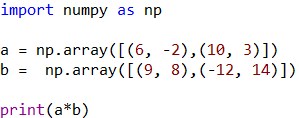 import numpy as np
a = np.array([(6, -2),(10, 3)])
b =  np.array([(9, 8),(-12, 14)])
print(a*b)